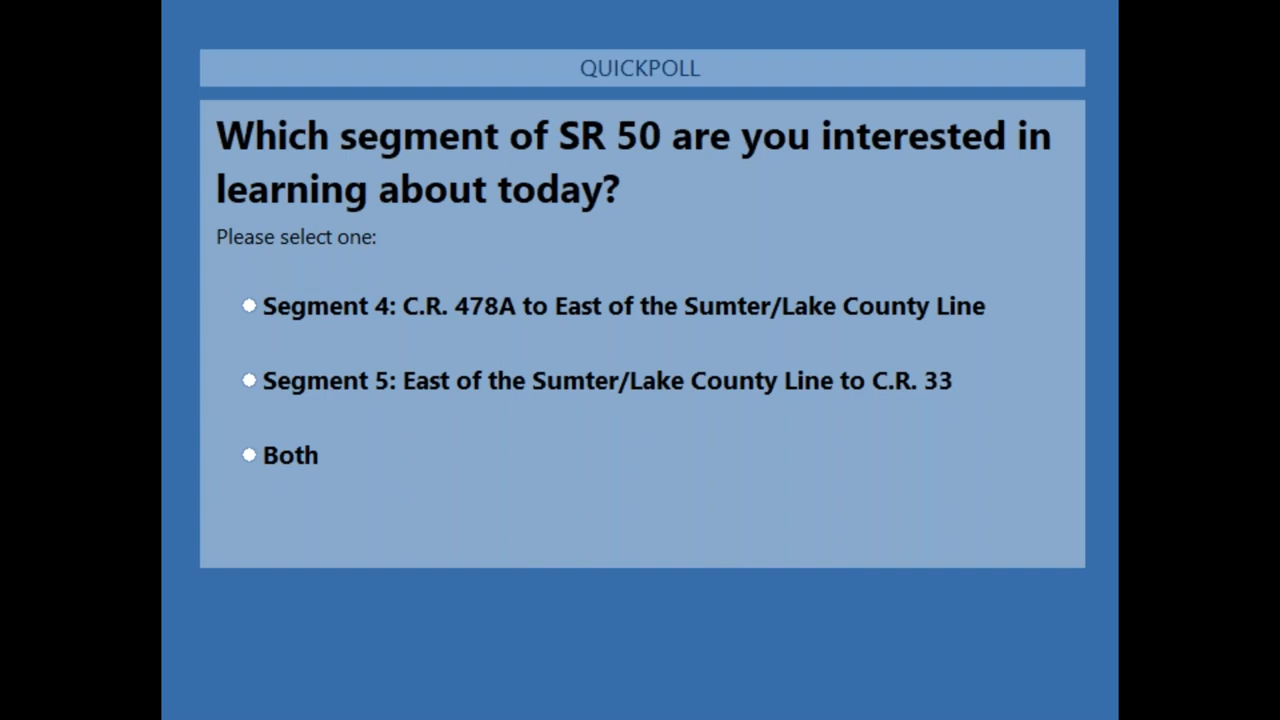 QUICKPOLL
Which segment of SR 50 are you interested in
learning about today?
Please select one:
Segment 4: C.R. 478A to East of the Sumter/Lake County Line
Segment 5: East of the Sumter/Lake County Line to C.R. 33
Both